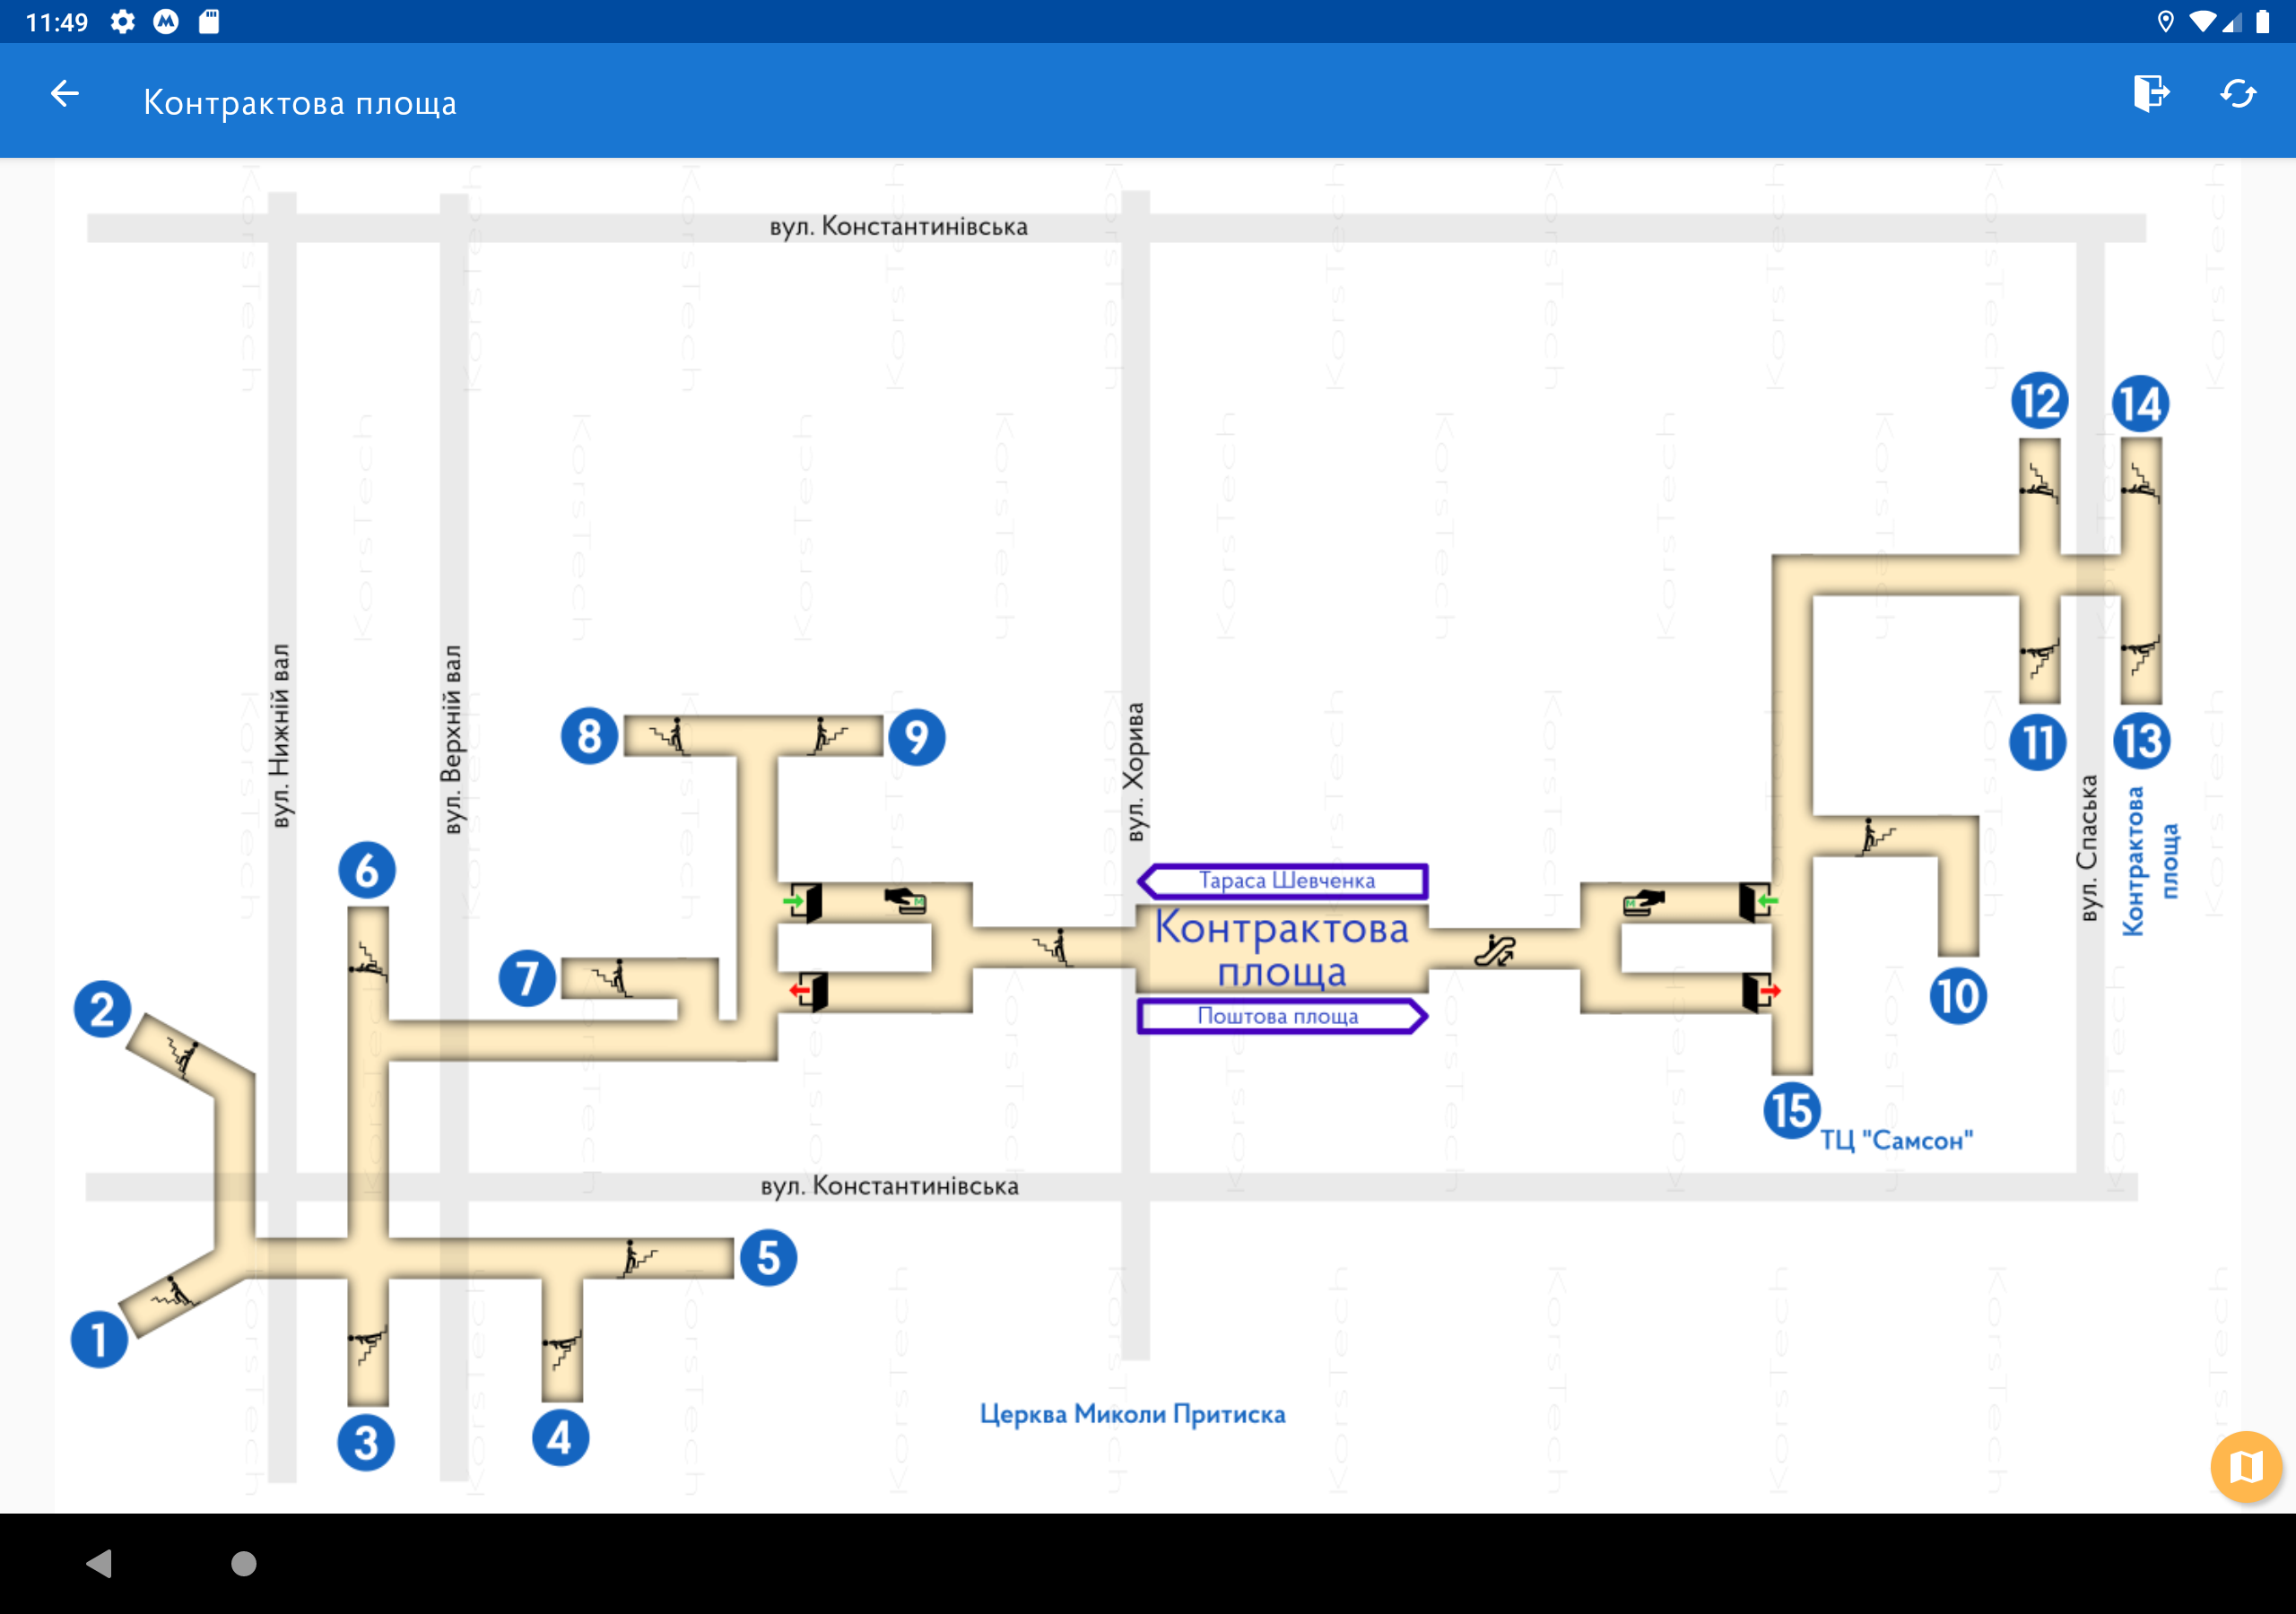 11:49
Контрактова площа
вул. Константинівська
12
14
вул. Нижній вал
вул. Верхній вал
вул. Хорива
8
9
11
13
вул. Спаська
Контрактова
площа
6
Тараса Шевченка
Контрактова
площа
Поштова площа
7
2
10
15
ТЦ "Самсон"
вул. Константинівська
5
1
3
4
Церква Миколи Притиска
KorsTech